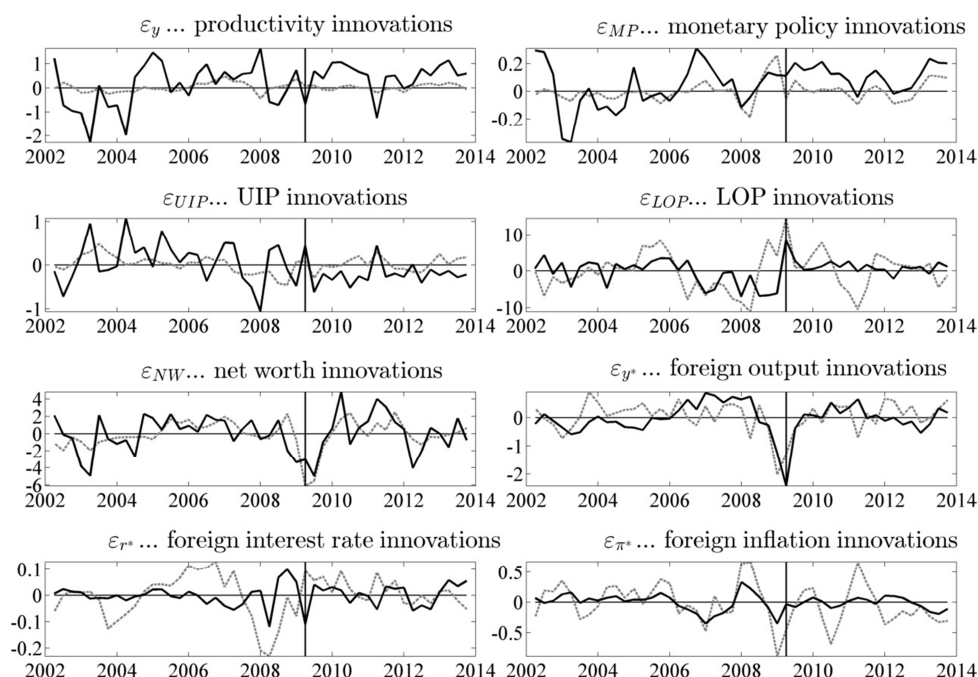 ε_y ... productivity innovations
1
0
-1
-2
2002 2004 2006 2008 2010 2012 2014
ε_MP ... monetary policy innovations
0.2
0
-0.2
2002 2004 2006 2008 2010 2012 2014
ε_UIP ... UIP innovations
1
0
-1
2002 2004 2006 2008 2010 2012 2014
ε_LOP ... LOP innovations
10
0
-10
2002 2004 2006 2008 2010 2012 2014
ε_NW ... net worth innovations
4
2
0
-2
-4
-6
2002 2004 2006 2008 2010 2012 2014
ε_y* ... foreign output innovations
0
-1
-2
2002 2004 2006 2008 2010 2012 2014
ε_r* ... foreign interest rate innovations
0.1
0
-0.1
-0.2
2002 2004 2006 2008 2010 2012 2014
ε_π* ... foreign inflation innovations
0.5
0
-0.5
2002 2004 2006 2008 2010 2012 2014